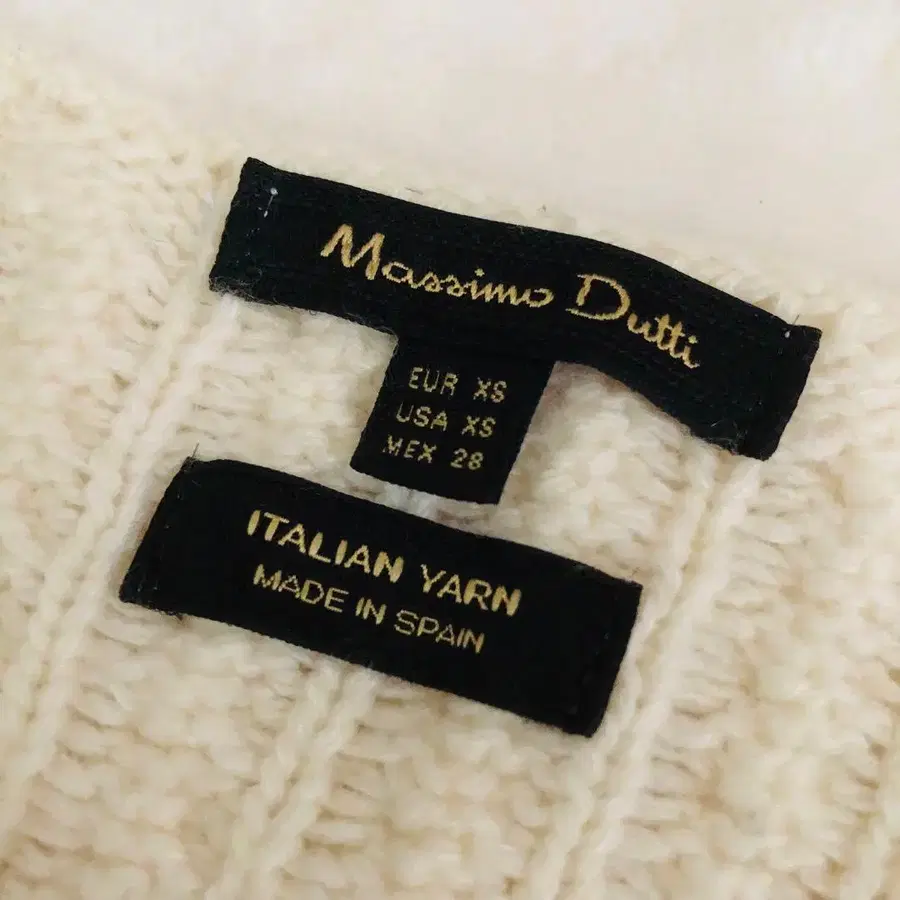 Massimo Dutti
EUR XS
USA XS
MEX 28
ITALIAN YARN
MADE IN SPAIN